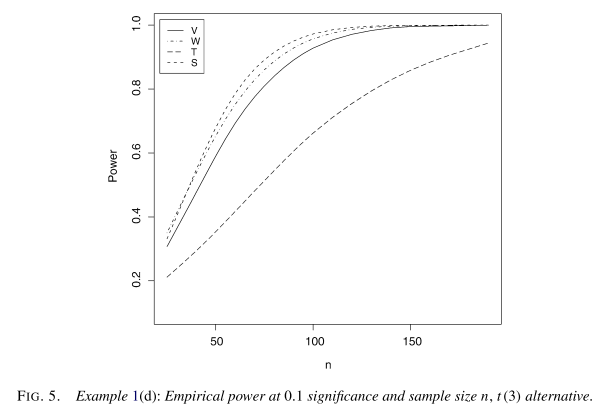 V
W
T
S
1.0
0.8
0.6
0.4
0.2
Power
50
100
150
n
FIG. 5. Example 1(d): Empirical power at 0.1 significance and sample size n, t(3) alternative.